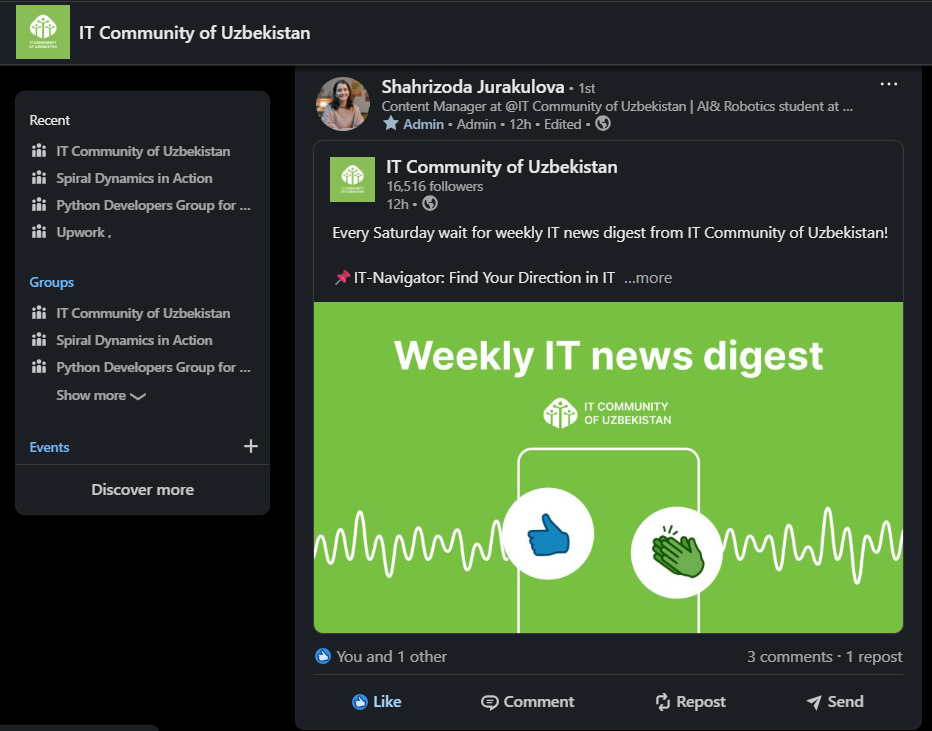 IT Community of Uzbekistan
Recent
IT Community of Uzbekistan
Spiral Dynamics in Action
Python Developers Group for ...
Upwork ,
Groups
IT Community of Uzbekistan
Spiral Dynamics in Action
Python Developers Group for ...
Show more
Events +
Discover more
Shahrizoda Jurakulova • 1st
Content Manager at @IT Community of Uzbekistan | AI& Robotics student at ...
Admin • Admin • 12h • Edited •
IT Community of Uzbekistan
16,516 followers
12h •
Every Saturday wait for weekly IT news digest from IT Community of Uzbekistan!
📌IT-Navigator: Find Your Direction in IT ...more
Weekly IT news digest
IT COMMUNITY
OF UZBEKISTAN
You and 1 other
3 comments · 1 repost
Like
Comment
Repost
Send